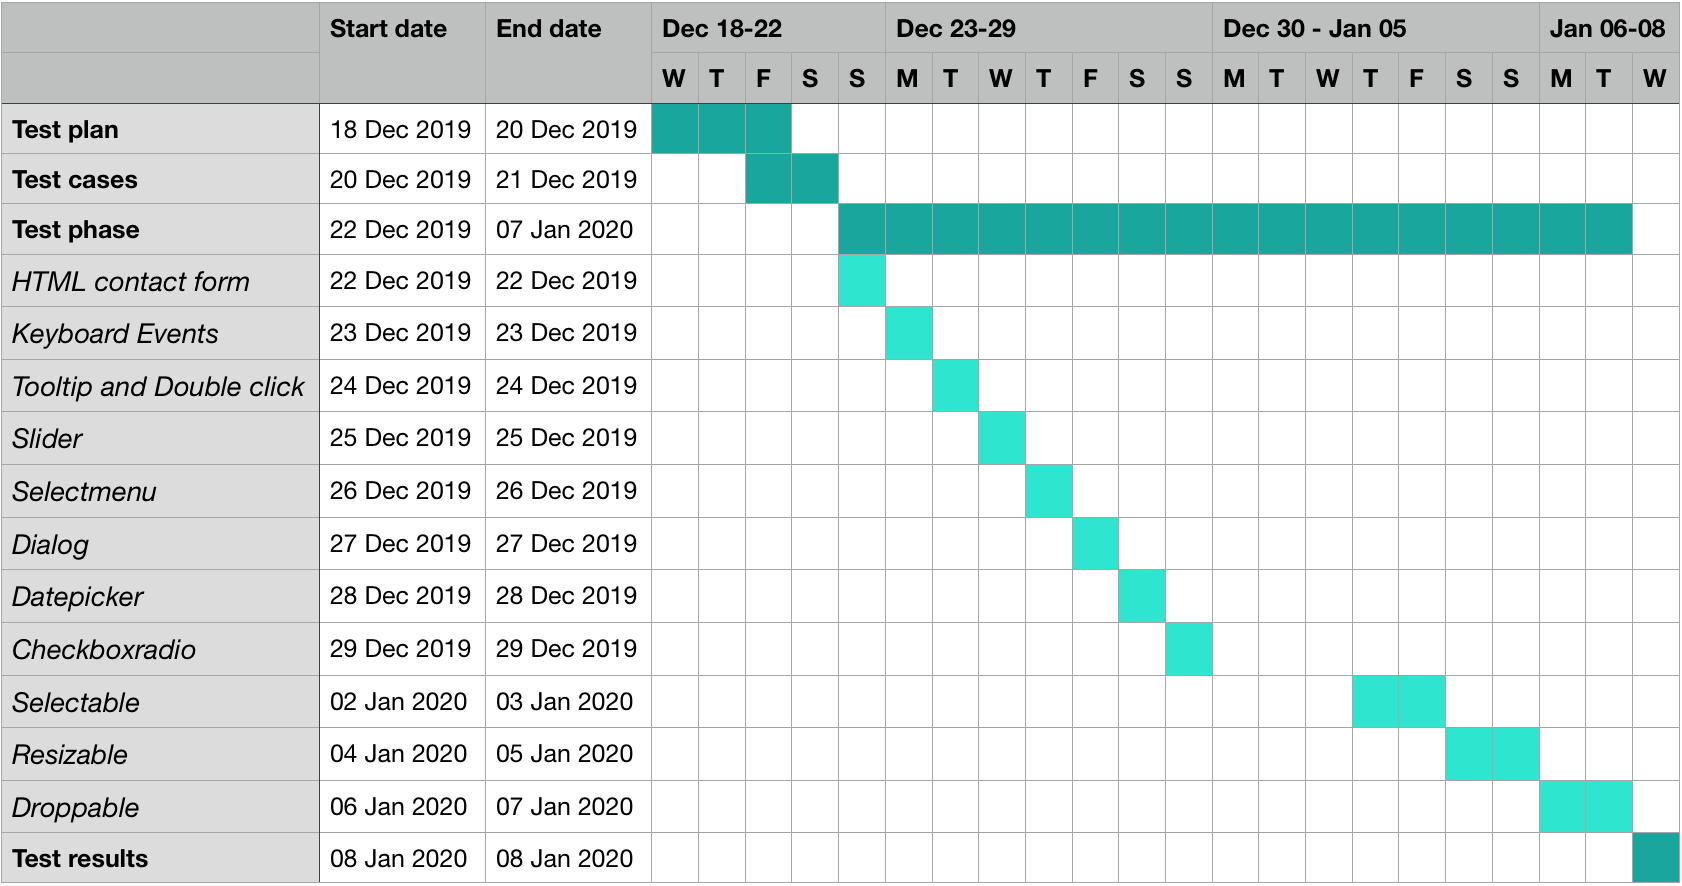 Start date End date Dec 18-22 Dec 23-29 Dec 30 - Jan 05 Jan 06-08
W T F S S M T W T F S S M T W T F S S M T W
Test plan 18 Dec 2019 20 Dec 2019
Test cases 20 Dec 2019 21 Dec 2019
Test phase 22 Dec 2019 07 Jan 2020
HTML contact form 22 Dec 2019 22 Dec 2019
Keyboard Events 23 Dec 2019 23 Dec 2019
Tooltip and Double click 24 Dec 2019 24 Dec 2019
Slider 25 Dec 2019 25 Dec 2019
Selectmenu 26 Dec 2019 26 Dec 2019
Dialog 27 Dec 2019 27 Dec 2019
Datepicker 28 Dec 2019 28 Dec 2019
Checkboxradio 29 Dec 2019 29 Dec 2019
Selectable 02 Jan 2020 03 Jan 2020
Resizable 04 Jan 2020 05 Jan 2020
Droppable 06 Jan 2020 07 Jan 2020
Test results 08 Jan 2020 08 Jan 2020